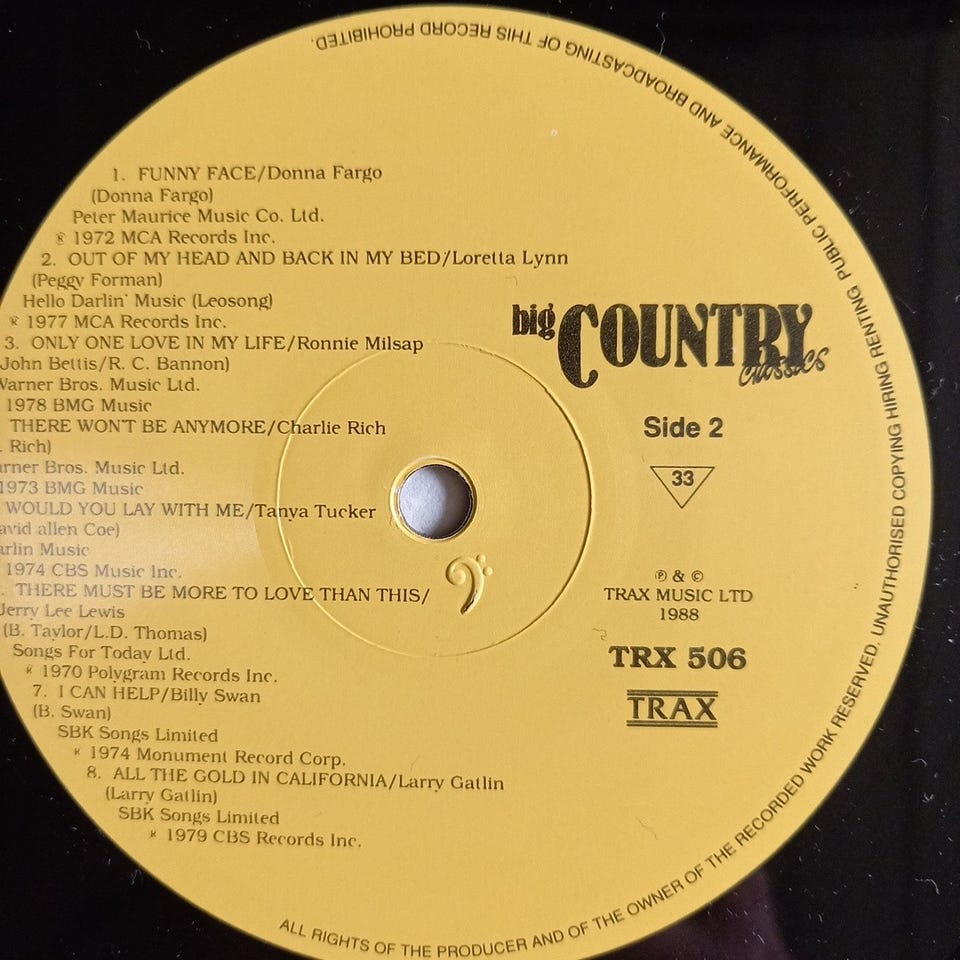 1. FUNNY FACE/Donna Fargo
(Donna Fargo)
Peter Maurice Music Co. Ltd.
℗ 1972 MCA Records Inc.
2. OUT OF MY HEAD AND BACK IN MY BED/Loretta Lynn
(Peggy Forman)
Hello Darlin' Music (Leosong)
℗ 1977 MCA Records Inc.
3. ONLY ONE LOVE IN MY LIFE/Ronnie Milsap
John Bettis/R. C. Bannon)
Warner Bros. Music Ltd.
1978 BMG Music
THERE WON'T BE ANYMORE/Charlie Rich
. Rich)
arner Bros. Music Ltd.
1973 BMG Music
WOULD YOU LAY WITH ME/Tanya Tucker
avid allen Coe)
arlin Music
1974 CBS Music Inc.
. THERE MUST BE MORE TO LOVE THAN THIS/
Jerry Lee Lewis
(B. Taylor/L.D. Thomas)
Songs For Today Ltd.
℗ 1970 Polygram Records Inc.
7. I CAN HELP/Billy Swan
(B. Swan)
SBK Songs Limited
℗ 1974 Monument Record Corp.
8. ALL THE GOLD IN CALIFORNIA/Larry Gatlin
(Larry Gatlin)
SBK Songs Limited
℗ 1979 CBS Records Inc.
big COUNTRY
classics
Side 2
33
℗ & ©
TRAX MUSIC LTD
1988
TRX 506
TRAX
ALL RIGHTS OF THE PRODUCER AND OF THE OWNER OF THE RECORDED WORK RESERVED. UNAUTHORISED COPYING HIRING RENTING PUBLIC PERFORMANCE AND BROADCASTING OF THIS RECORD PROHIBITED.